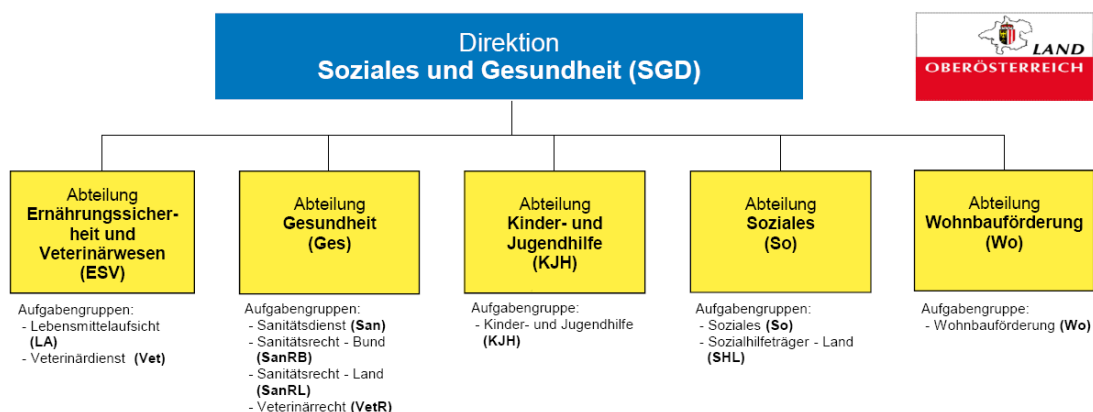 Direktion
Soziales und Gesundheit (SGD)
LAND
OBERÖSTERREICH
Abteilung
Ernährungssicher-
heit und
Veterinärwesen
(ESV)
Aufgabengruppen:
- Lebensmittelaufsicht
(LA)
- Veterinärdienst (Vet)
Abteilung
Gesundheit
(Ges)
Aufgabengruppen:
- Sanitätsdienst (San)
- Sanitätsrecht - Bund
(SanRB)
- Sanitätsrecht - Land
(SanRL)
- Veterinärrecht (VetR)
Abteilung
Kinder- und
Jugendhilfe
(KJH)
Aufgabengruppe:
- Kinder- und Jugendhilfe
(KJH)
Abteilung
Soziales
(So)
Aufgabengruppen:
- Soziales (So)
- Sozialhilfeträger - Land
(SHL)
Abteilung
Wohnbauförderung
(Wo)
Aufgabengruppe:
- Wohnbauförderung (Wo)